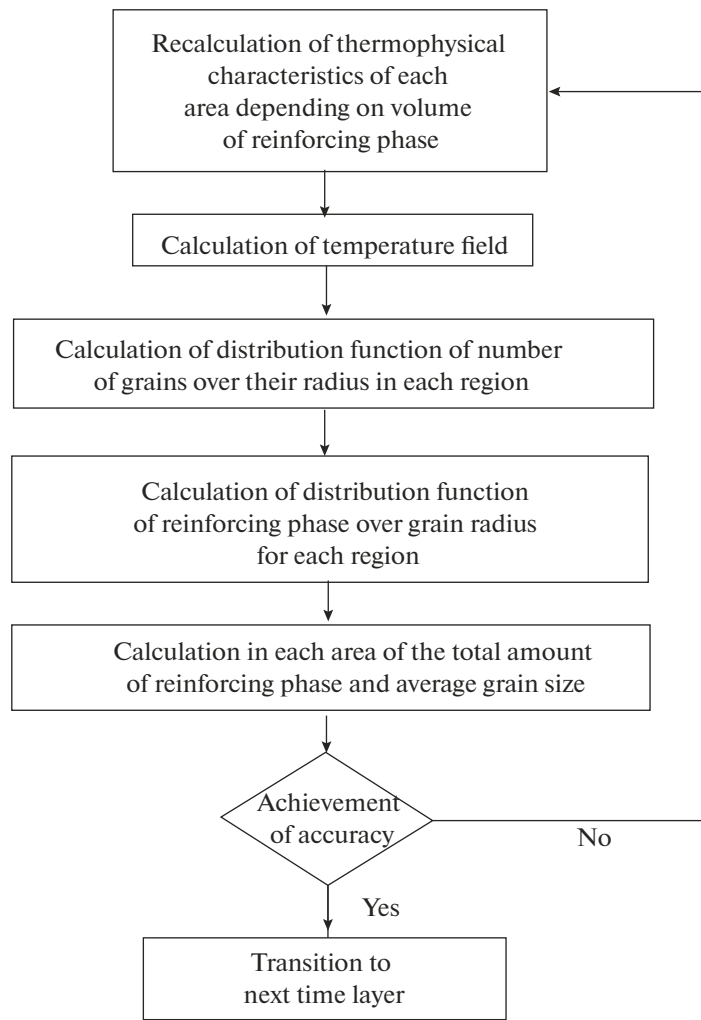 Recalculation of thermophysical
characteristics of each
area depending on volume
of reinforcing phase
Calculation of temperature field
Calculation of distribution function of number
of grains over their radius in each region
Calculation of distribution function
of reinforcing phase over grain radius
for each region
Calculation in each area of the total amount
of reinforcing phase and average grain size
Achievement
of accuracy
No
Yes
Transition to
next time layer